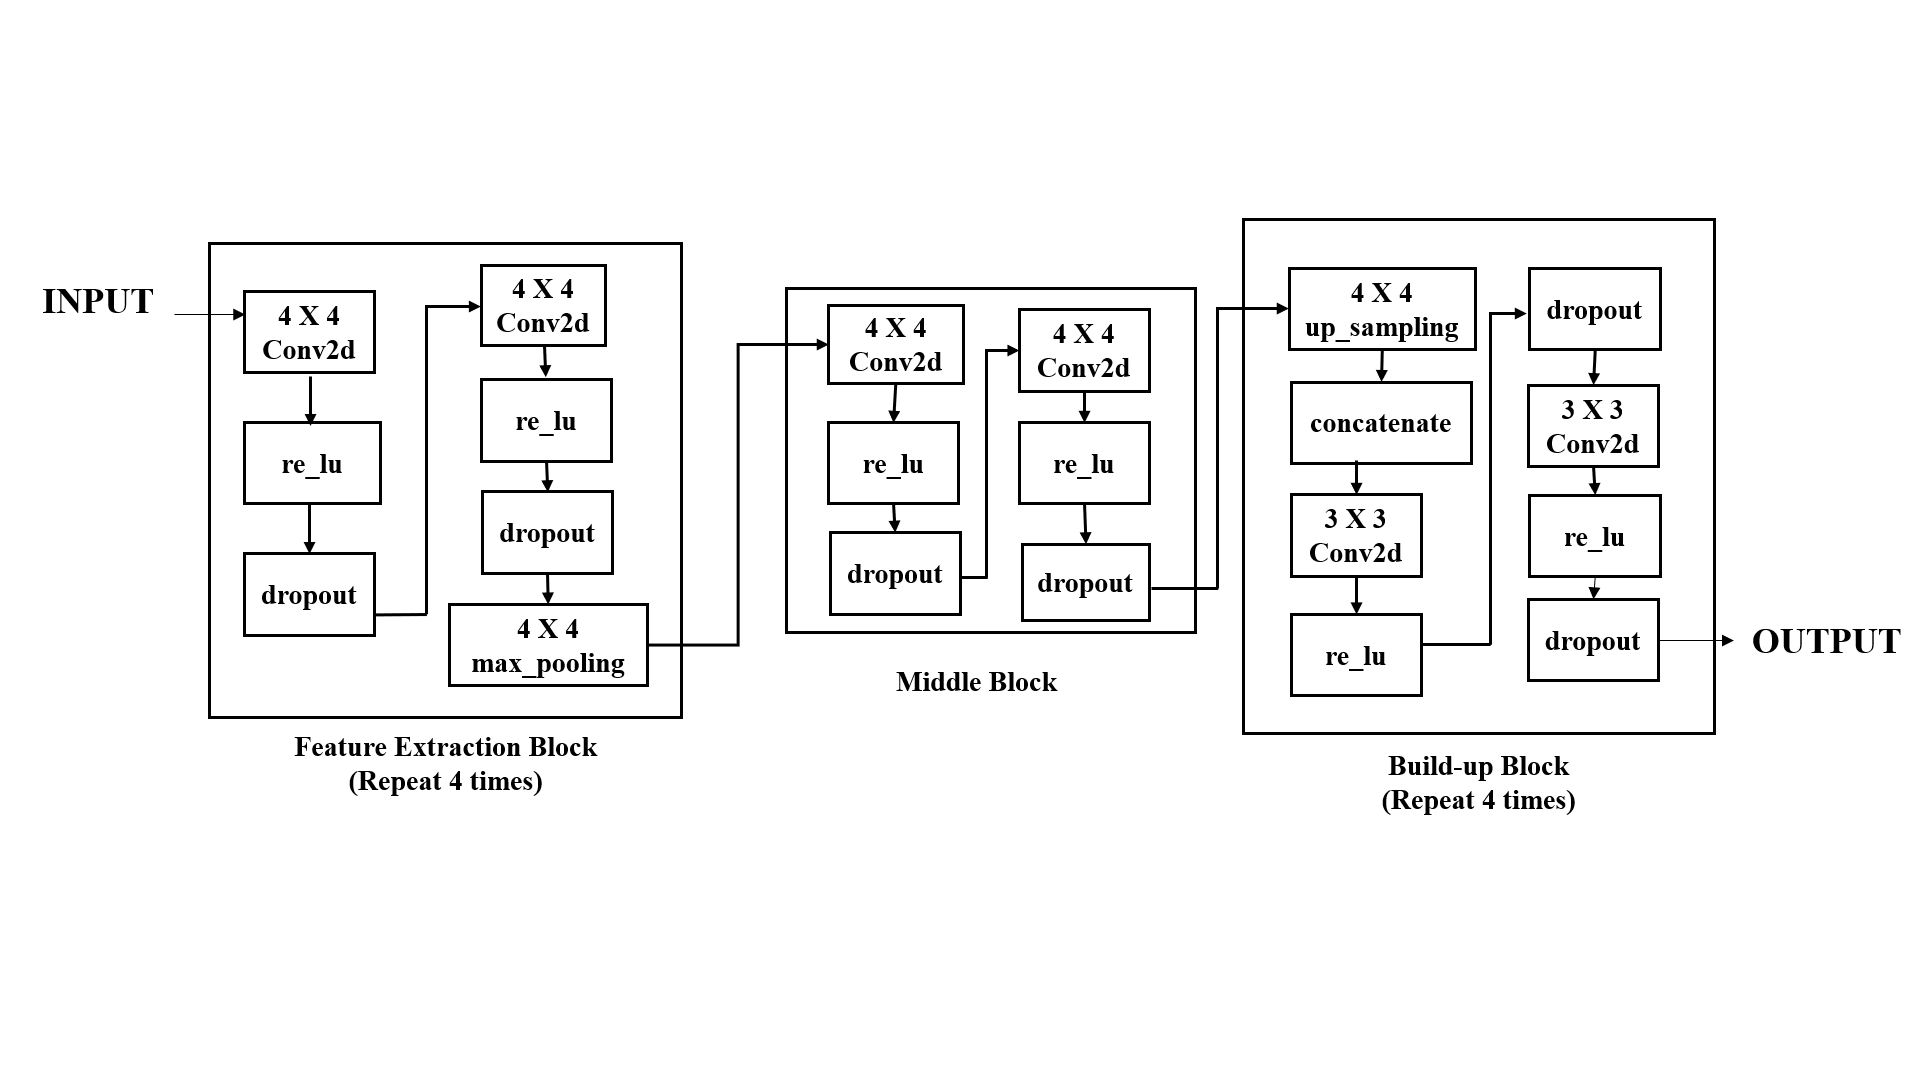 INPUT
4 X 4
Conv2d
re_lu
dropout
4 X 4
Conv2d
re_lu
dropout
4 X 4
max_pooling
Feature Extraction Block
(Repeat 4 times)
4 X 4
Conv2d
re_lu
dropout
4 X 4
Conv2d
re_lu
dropout
Middle Block
4 X 4
up_sampling
concatenate
3 X 3
Conv2d
re_lu
dropout
3 X 3
Conv2d
re_lu
dropout
Build-up Block
(Repeat 4 times)
OUTPUT